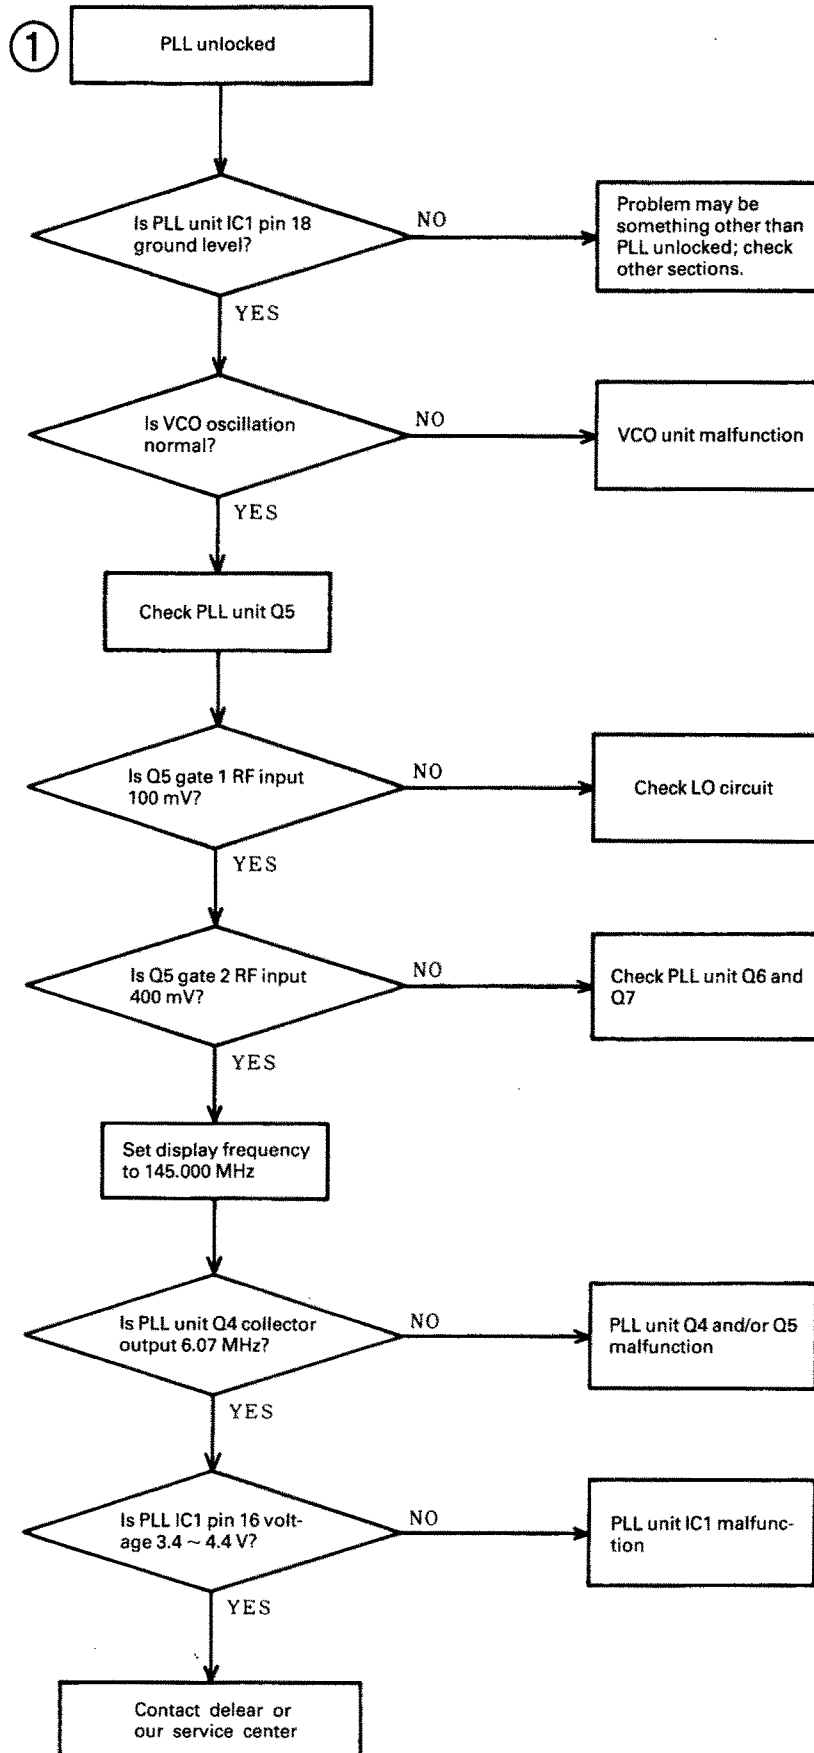 1
PLL unlocked
Is PLL unit IC1 pin 18
ground level?
NO
Problem may be
something other than
PLL unlocked; check
other sections.
YES
Is VCO oscillation
normal?
NO
VCO unit malfunction
YES
Check PLL unit Q5
Is Q5 gate 1 RF input
100 mV?
NO
Check LO circuit
YES
Is Q5 gate 2 RF input
400 mV?
NO
Check PLL unit Q6 and
Q7
YES
Set display frequency
to 145.000 MHz
Is PLL unit Q4 collector
output 6.07 MHz?
NO
PLL unit Q4 and/or Q5
malfunction
YES
Is PLL IC1 pin 16 volt-
age 3.4 ~ 4.4 V?
NO
PLL unit IC1 malfunc-
tion
YES
Contact delear or
our service center